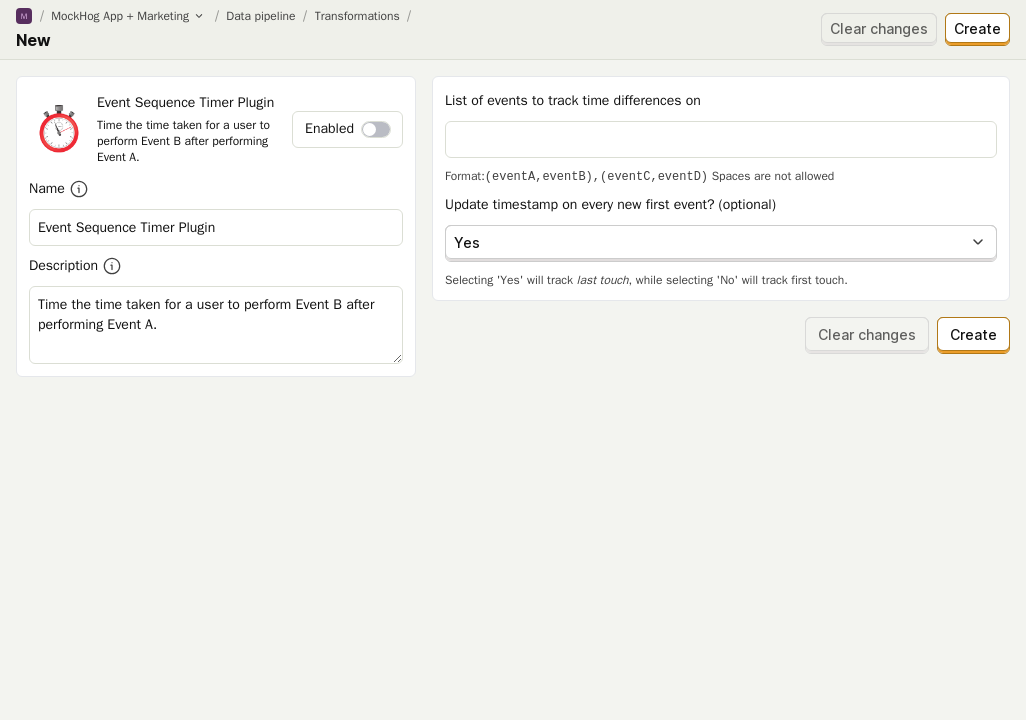 M / MockHog App + Marketing / Data pipeline / Transformations /
New
Clear changes
Create
Event Sequence Timer Plugin
Time the time taken for a user to
perform Event B after performing
Event A.
Enabled
Name
Event Sequence Timer Plugin
Description
Time the time taken for a user to perform Event B after
performing Event A.
List of events to track time differences on
Format:(eventA,eventB),(eventC,eventD) Spaces are not allowed
Update timestamp on every new first event? (optional)
Yes
Selecting 'Yes' will track last touch, while selecting 'No' will track first touch.
Clear changes
Create